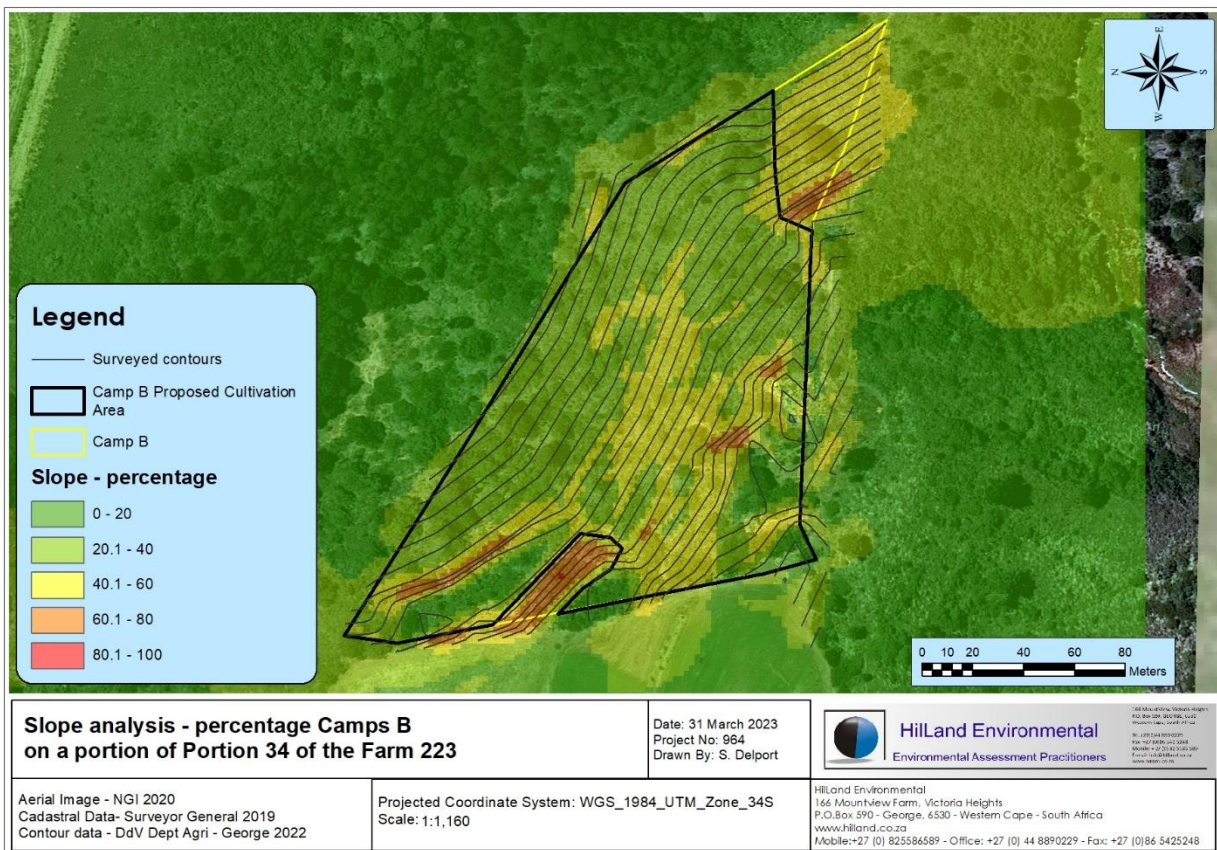 E
N
S
W
Legend
Surveyed contours
Camp B Proposed Cultivation
Area
Camp B
Slope - percentage
0 - 20
20.1 - 40
40.1 - 60
60.1 - 80
80.1 - 100
0 10 20 40 60 80
Meters
Slope analysis - percentage Camps B
on a portion of Portion 34 of the Farm 223
Date: 31 March 2023
Project No: 964
Drawn By: S. Delport
HilLand Environmental
Environmental Assessment Practitioners
Aerial Image - NGI 2020
Cadastral Data- Surveyor General 2019
Contour data - DdV Dept Agri - George 2022
Projected Coordinate System: WGS_1984_UTM_Zone_34S
Scale: 1:1,160
HilLand Environmental
166 Mountview Farm, Victoria Heights
P.O.Box 590 - George, 6530 - Western Cape - South Africa
www.hilland.co.za
Mobile:+27 (0) 825586589 - Office: +27 (0) 44 8890229 - Fax: +27 (0)86 5425248